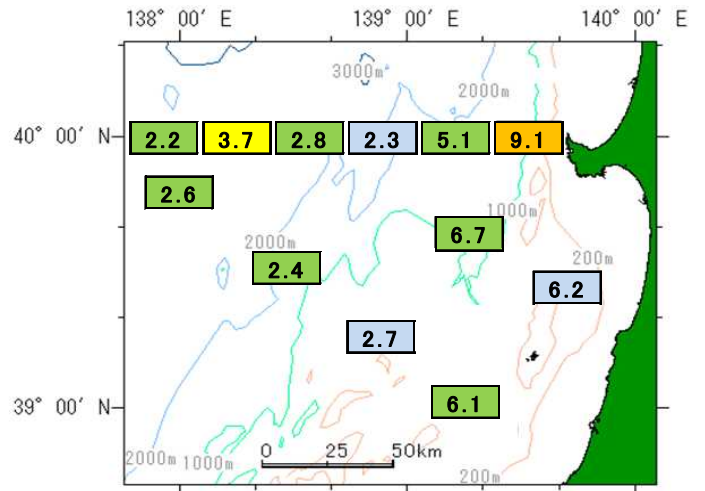 138° 00′ E 139° 00′ E 140° 00′ E
3000m
2000m
40° 00′ N
2.2 3.7 2.8 2.3 5.1 9.1
2.6
1000m
6.7
2000m
200m
2.4
6.2
2.7
39° 00′ N
6.1
0 25 50km
2000m 1000m
200m